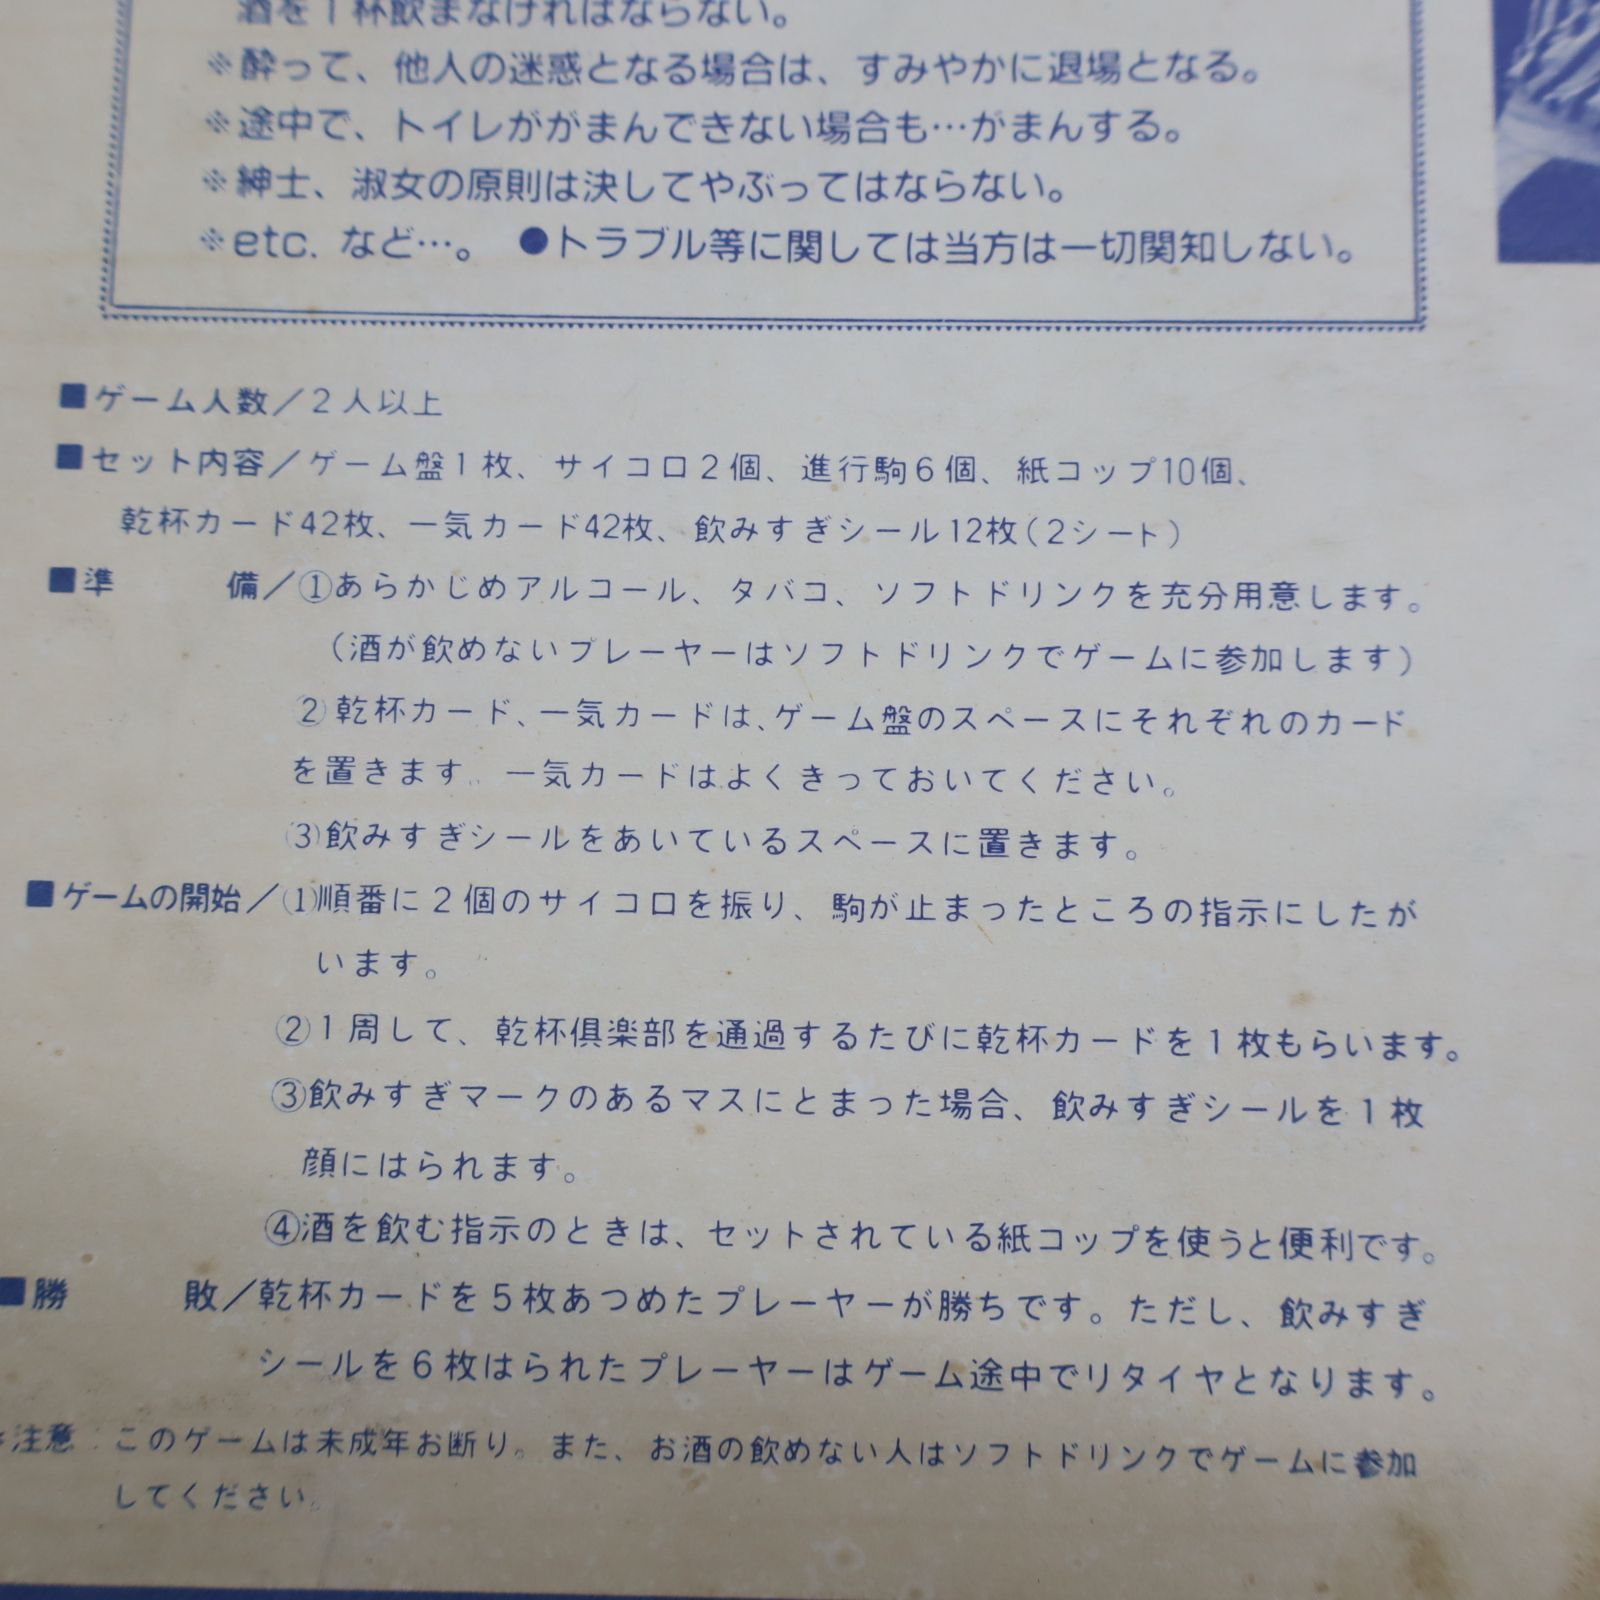 酒を1杯飲まなければならない。
※酔って、他人の迷惑となる場合は、すみやかに退場となる。
※途中で、トイレががまんできない場合も…がまんする。
※紳士、淑女の原則は決してやぶってはならない。
※etc. など…。 ●トラブル等に関しては当方は一切関知しない。
■ゲーム人数／2人以上
■セット内容／ゲーム盤1枚、サイコロ2個、進行駒6個、紙コップ10個、
乾杯カード42枚、一気カード42枚、飲みすぎシール12枚(2シート)
■準　　備／①あらかじめアルコール、タバコ、ソフトドリンクを充分用意します。
(酒が飲めないプレーヤーはソフトドリンクでゲームに参加します)
②乾杯カード、一気カードは、ゲーム盤のスペースにそれぞれのカード
を置きます。一気カードはよくきっておいてください。
③飲みすぎシールをあいているスペースに置きます。
■ゲームの開始／①順番に2個のサイコロを振り、駒が止まったところの指示にしたが
います。
②1周して、乾杯倶楽部を通過するたびに乾杯カードを1枚もらいます。
③飲みすぎマークのあるマスにとまった場合、飲みすぎシールを1枚
顔にはられます。
④酒を飲む指示のときは、セットされている紙コップを使うと便利です。
■勝　　敗／乾杯カードを5枚あつめたプレーヤーが勝ちです。ただし、飲みすぎ
シールを6枚はられたプレーヤーはゲーム途中でリタイヤとなります。
※注意：このゲームは未成年お断り。また、お酒の飲めない人はソフトドリンクでゲームに参加
してください。